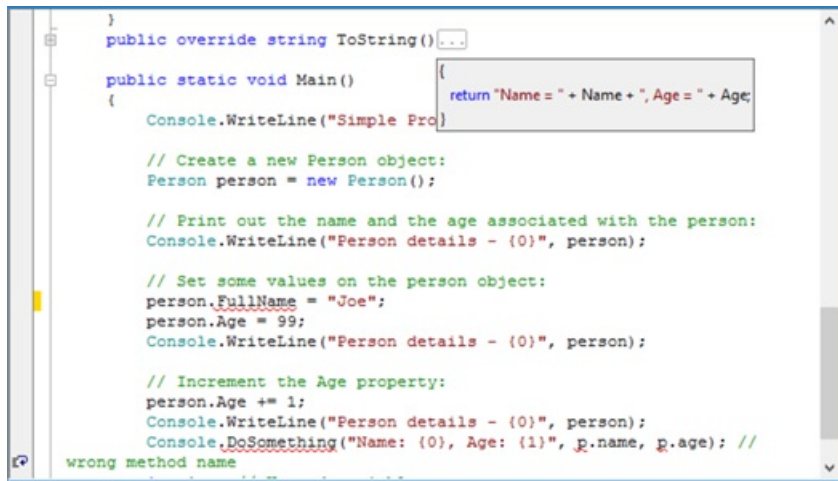 }
public override string ToString()...
public static void Main()
{
return "Name = " + Name + ", Age = " + Age;
}
{
Console.WriteLine("Simple Pro
// Create a new Person object:
Person person = new Person();
// Print out the name and the age associated with the person:
Console.WriteLine("Person details - {0}", person);
// Set some values on the person object:
person.FullName = "Joe";
person.Age = 99;
Console.WriteLine("Person details - {0}", person);
// Increment the Age property:
person.Age += 1;
Console.WriteLine("Person details - {0}", person);
Console.DoSomething("Name: {0}, Age: {1}", p.name, p.age); //
wrong method name